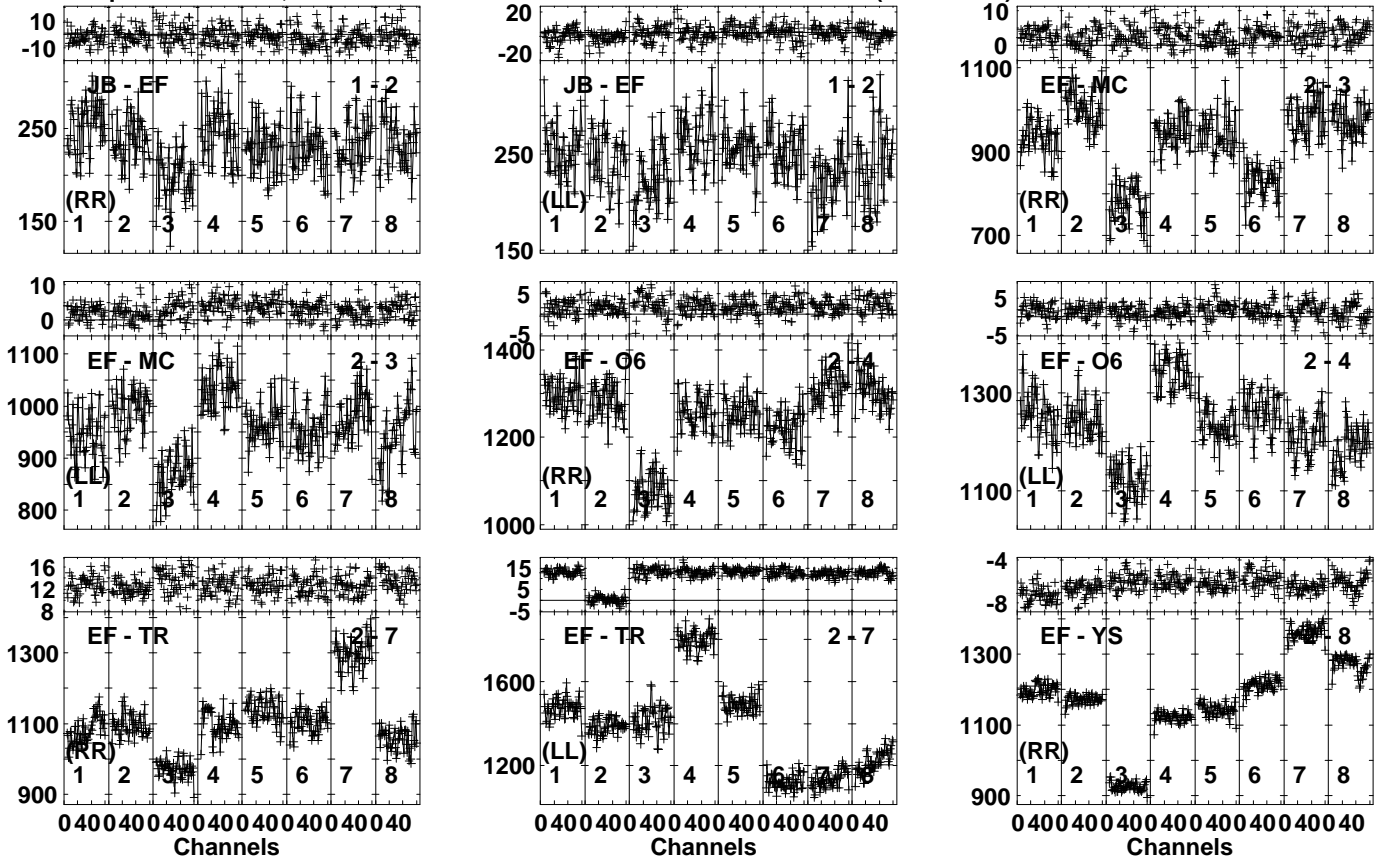 10
-10
JB - EF 1 - 2
250
(RR)
150
1 2 3 4 5 6 7 8
20
-20
JB - EF 1 - 2
250
(LL)
150
1 2 3 4 5 6 7 8
10
0
1100
EF - MC 2 - 3
900
(RR)
700
1 2 3 4 5 6 7 8
10
0
1100
EF - MC 2 - 3
1000
900
(LL)
800
1 2 3 4 5 6 7 8
5
-5
1400
EF - O6 2 - 4
1200
(RR)
1000
1 2 3 4 5 6 7 8
5
-5
EF - O6 2 - 4
1300
(LL)
1100
1 2 3 4 5 6 7 8
16
12
8
EF - TR 2 - 7
1300
1100
(RR)
900
1 2 3 4 5 6 7 8
0 40 0 40 0 40 0 40 0 40 0 40 0 40 0 40
Channels
15
5
-5
EF - TR 2 - 7
1600
(LL)
1200
1 2 3 4 5 6 7 8
0 40 0 40 0 40 0 40 0 40 0 40 0 40 0 40
Channels
-4
-8
EF - YS 2 - 8
1300
1100
(RR)
900
1 2 3 4 5 6 7 8
0 40 0 40 0 40 0 40 0 40 0 40 0 40 0 40
Channels